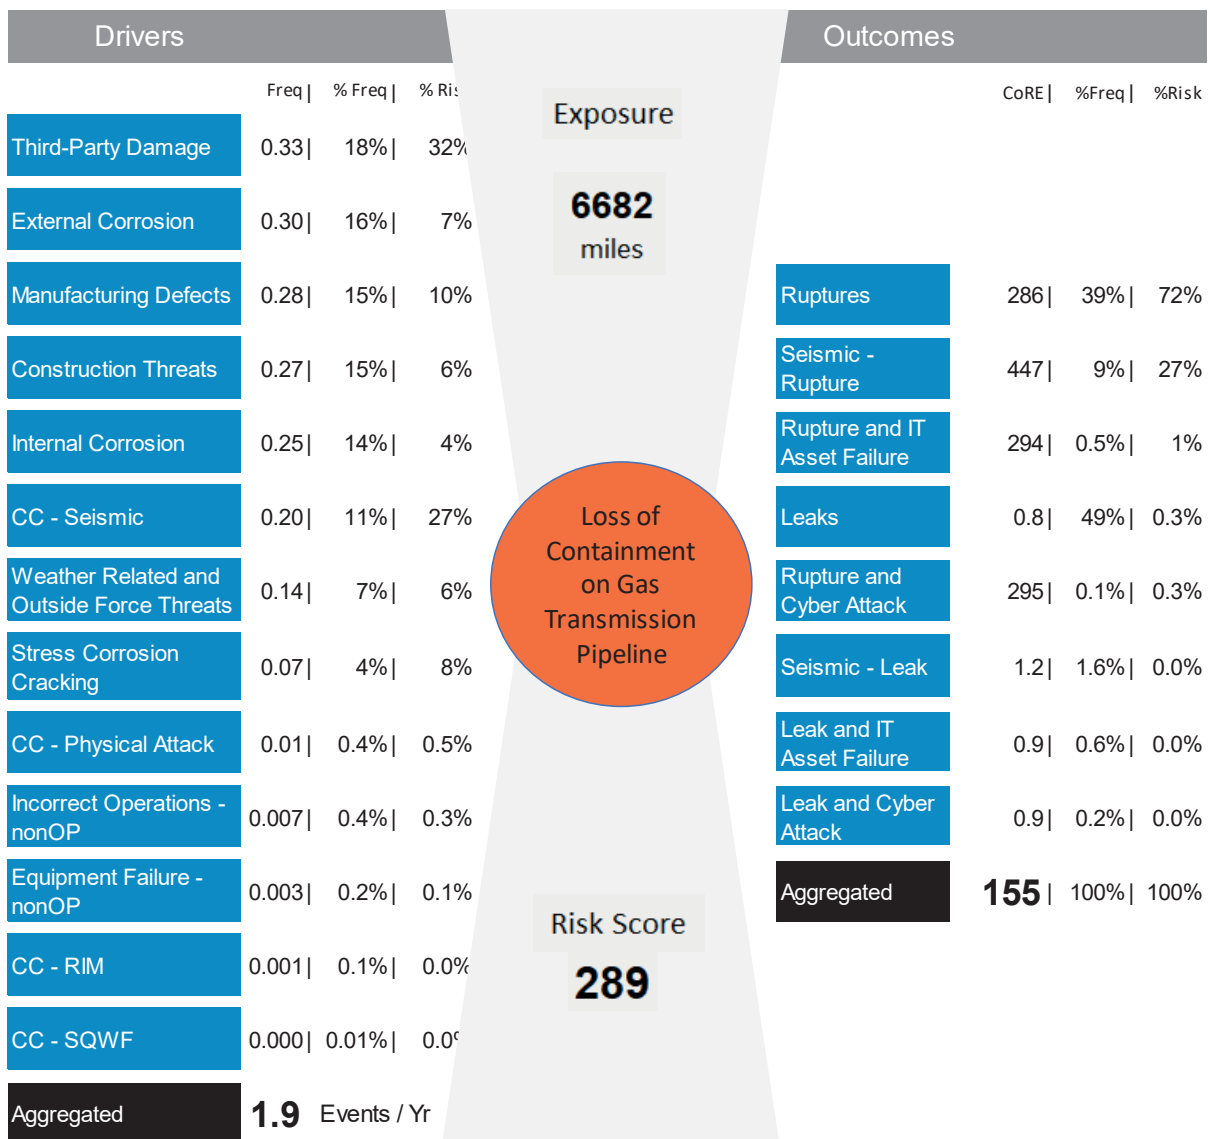 Drivers
Freq| % Freq| % Ris
Third-Party Damage 0.33| 18%| 32%
External Corrosion 0.30| 16%| 7%
Manufacturing Defects 0.28| 15%| 10%
Construction Threats 0.27| 15%| 6%
Internal Corrosion 0.25| 14%| 4%
CC - Seismic 0.20| 11%| 27%
Weather Related and
Outside Force Threats 0.14| 7%| 6%
Stress Corrosion
Cracking 0.07| 4%| 8%
CC - Physical Attack 0.01| 0.4%| 0.5%
Incorrect Operations -
nonOP 0.007| 0.4%| 0.3%
Equipment Failure -
nonOP 0.003| 0.2%| 0.1%
CC - RIM 0.001| 0.1%| 0.0%
CC - SQWF 0.000| 0.01%| 0.0%
Aggregated 1.9 Events / Yr
Exposure
6682
miles
Loss of
Containment
on Gas
Transmission
Pipeline
Risk Score
289
Outcomes
CoRE| %Freq| %Risk
Ruptures 286| 39%| 72%
Seismic -
Rupture 447| 9%| 27%
Rupture and IT
Asset Failure 294| 0.5%| 1%
Leaks 0.8| 49%| 0.3%
Rupture and
Cyber Attack 295| 0.1%| 0.3%
Seismic - Leak 1.2| 1.6%| 0.0%
Leak and IT
Asset Failure 0.9| 0.6%| 0.0%
Leak and Cyber
Attack 0.9| 0.2%| 0.0%
Aggregated 155| 100%| 100%